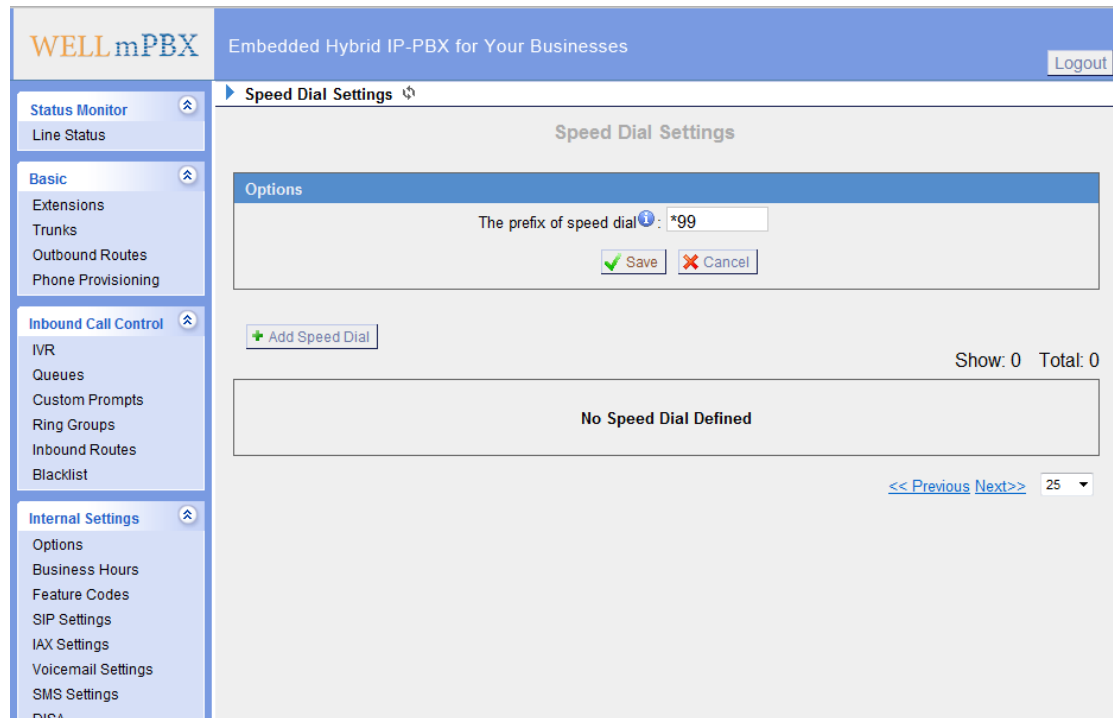 WELL mPBX
Embedded Hybrid IP-PBX for Your Businesses
Logout
Status Monitor
Line Status
Basic
Extensions
Trunks
Outbound Routes
Phone Provisioning
Inbound Call Control
IVR
Queues
Custom Prompts
Ring Groups
Inbound Routes
Blacklist
Internal Settings
Options
Business Hours
Feature Codes
SIP Settings
IAX Settings
Voicemail Settings
SMS Settings
DISA
Speed Dial Settings
Speed Dial Settings
Options
The prefix of speed dial : *99
Save Cancel
Add Speed Dial
Show: 0 Total: 0
No Speed Dial Defined
<< Previous Next>> 25